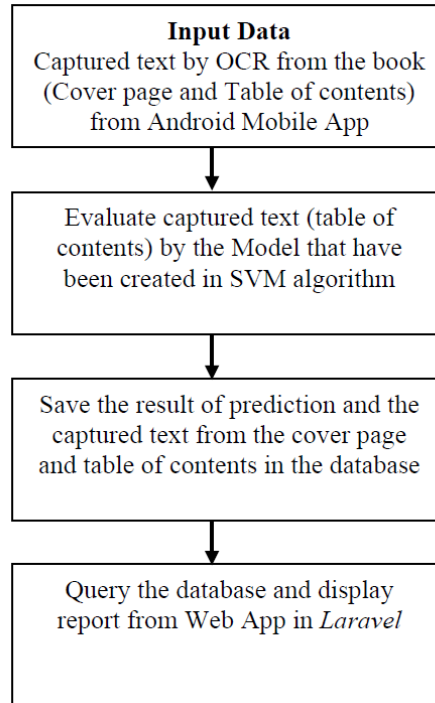 Input Data
Captured text by OCR from the book
(Cover page and Table of contents)
from Android Mobile App
Evaluate captured text (table of
contents) by the Model that have
been created in SVM algorithm
Save the result of prediction and the
captured text from the cover page
and table of contents in the database
Query the database and display
report from Web App in Laravel